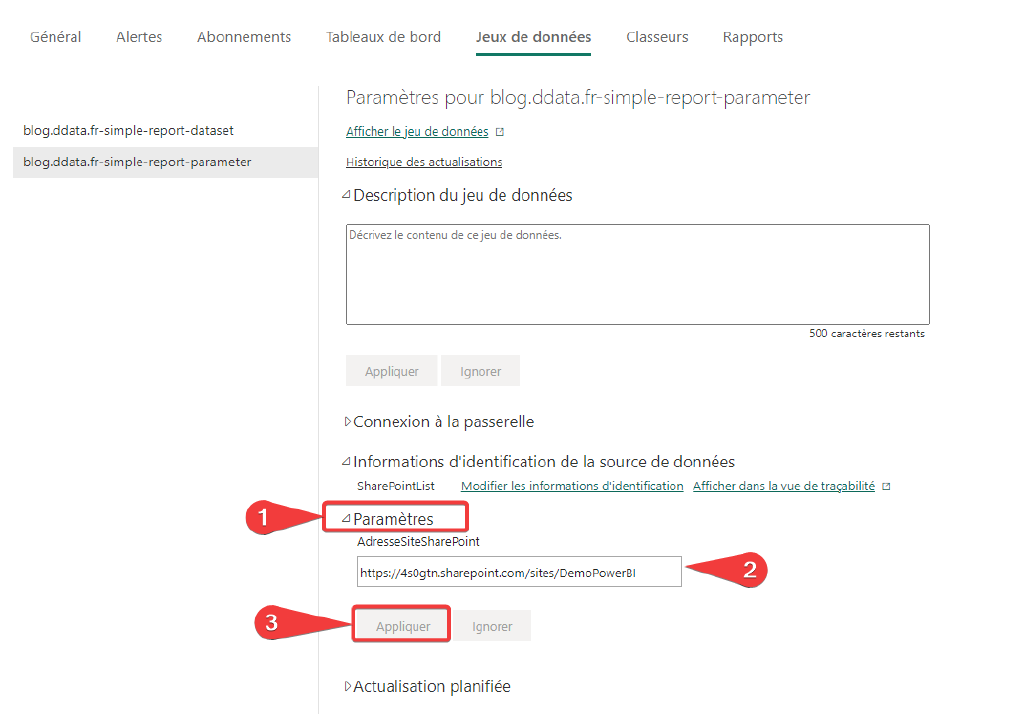 Général Alertes Abonnements Tableaux de bord Jeux de données Classeurs Rapports
Paramètres pour blog.ddata.fr-simple-report-parameter
blog.ddata.fr-simple-report-dataset
blog.ddata.fr-simple-report-parameter
Afficher le jeu de données
Historique des actualisations
Description du jeu de données
Décrivez le contenu de ce jeu de données.
500 caractères restants
Appliquer Ignorer
Connexion à la passerelle
Informations d'identification de la source de données
SharePointList Modifier les informations d'identification Afficher dans la vue de traçabilité
1 Paramètres
AdresseSiteSharePoint
https://4s0gtn.sharepoint.com/sites/DemoPowerBI 2
3 Appliquer Ignorer
Actualisation planifiée